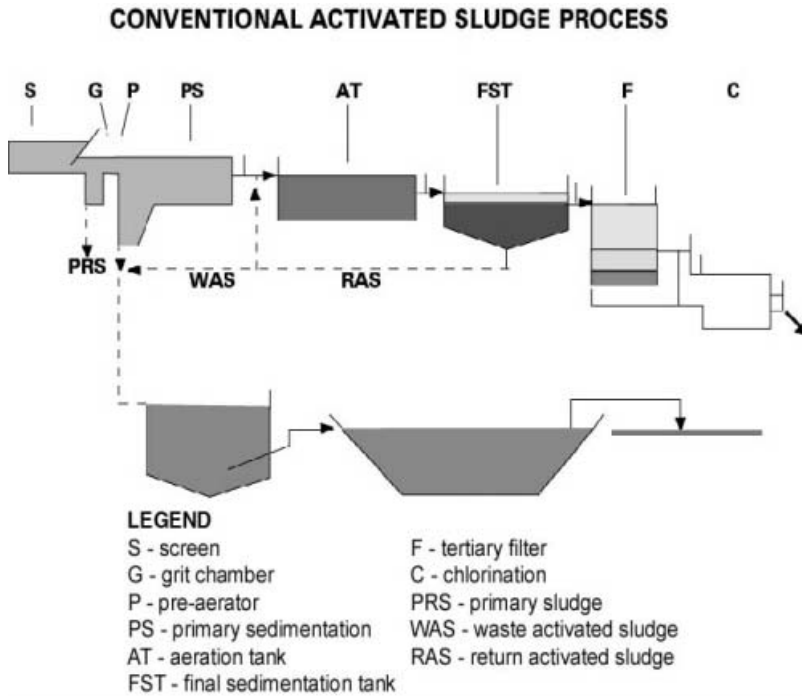 CONVENTIONAL ACTIVATED SLUDGE PROCESS
S G P PS AT FST F C
PRS WAS RAS
LEGEND
S - screen
G - grit chamber
P - pre-aerator
PS - primary sedimentation
AT - aeration tank
FST - final sedimentation tank
F - tertiary filter
C - chlorination
PRS - primary sludge
WAS - waste activated sludge
RAS - return activated sludge